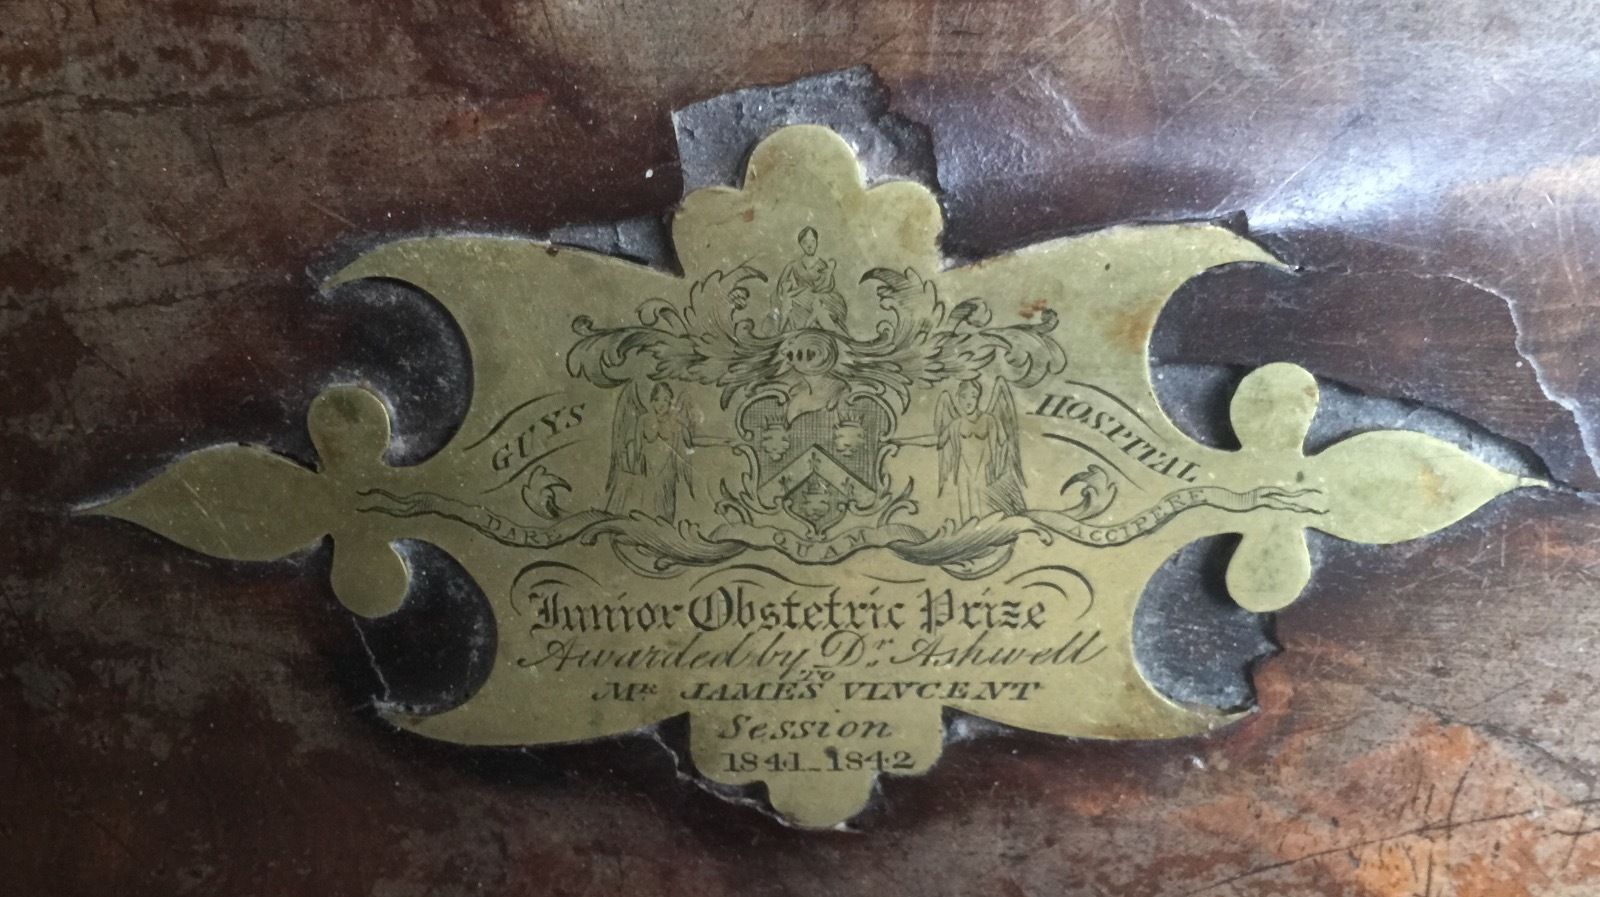 GUYS HOSPITAL
DARE QUAM ACCIPERE
Junior Obstetric Prize
Awarded by Dr. Ashwell
TO
MR JAMES VINCENT
Session
1841_1842